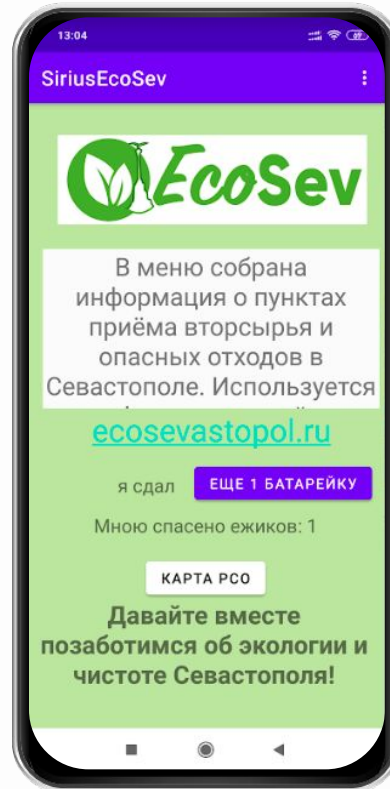 13:04
SiriusEcoSev
EcoSev
В меню собрана
информация о пунктах
приёма вторсырья и
опасных отходов в
Севастополе. Используется
ecosevastopol.ru
я сдал ЕЩЕ 1 БАТАРЕЙКУ
Мною спасено ежиков: 1
КАРТА РСО
Давайте вместе
позаботимся об экологии и
чистоте Севастополя!